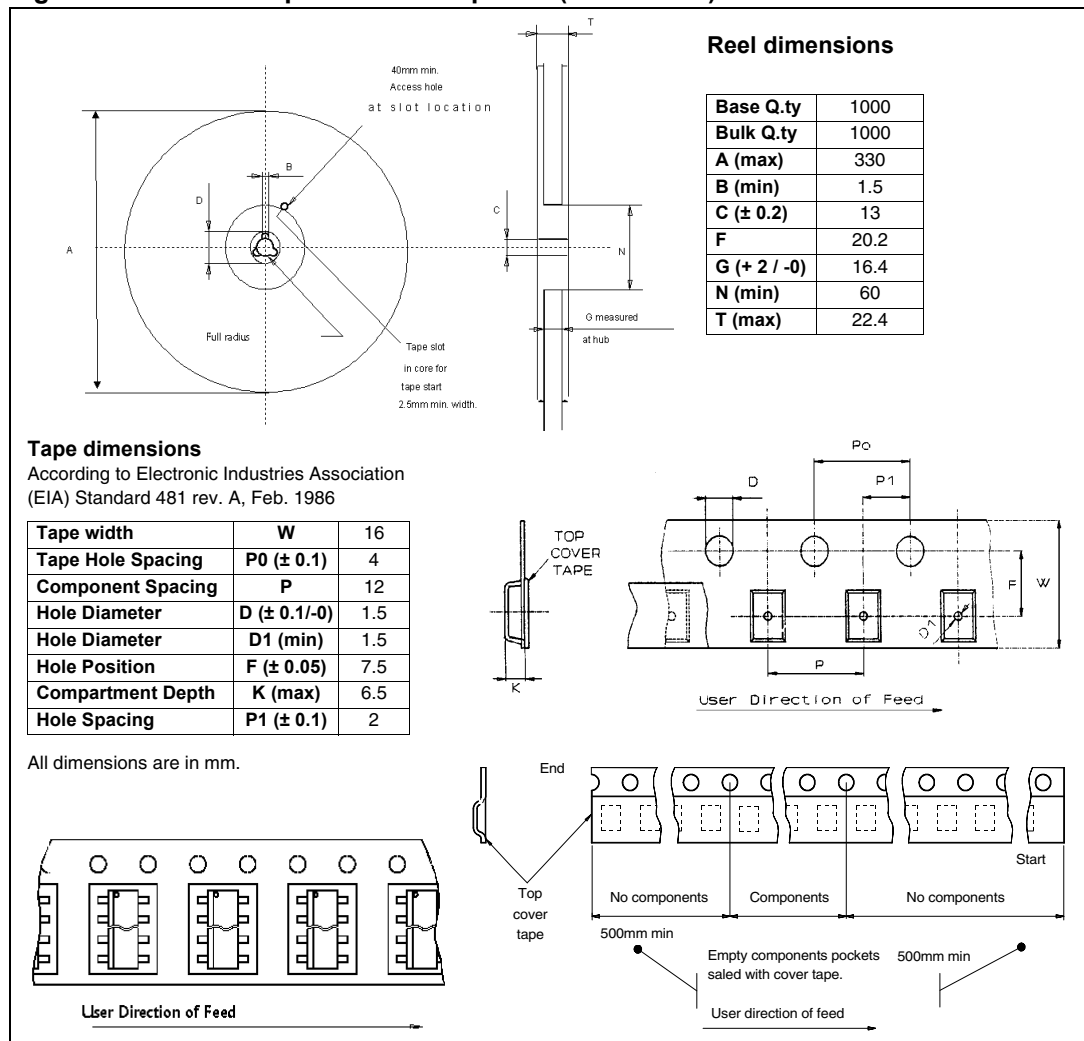 T
Reel dimensions
40mm min.
Access hole
at slot location
Base Q.ty 1000
Bulk Q.ty 1000
A (max) 330
B (min) 1.5
C (± 0.2) 13
F 20.2
G (+ 2 / -0) 16.4
N (min) 60
T (max) 22.4
B
D
C
A
N
G measured
at hub
Full radius
Tape slot
in core for
tape start
2.5mm min. width.
Tape dimensions
According to Electronic Industries Association
(EIA) Standard 481 rev. A, Feb. 1986
Tape width W 16
Tape Hole Spacing P0 (± 0.1) 4
Component Spacing P 12
Hole Diameter D (± 0.1/-0) 1.5
Hole Diameter D1 (min) 1.5
Hole Position F (± 0.05) 7.5
Compartment Depth K (max) 6.5
Hole Spacing P1 (± 0.1) 2
All dimensions are in mm.
Po
D
P1
TOP
COVER
TAPE
F
W
D1
K
P
User Direction of Feed
End
Start
Top
cover
tape
No components
Components
No components
500mm min
Empty components pockets
saled with cover tape.
500mm min
User direction of feed
User Direction of Feed